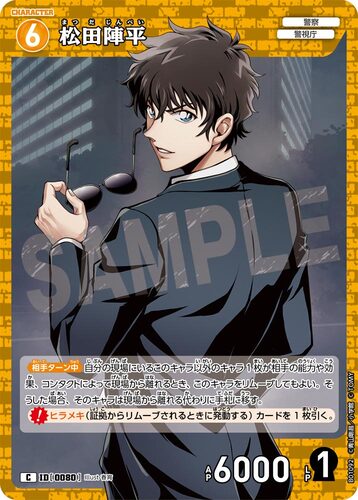 CHARACTER
6
まつ だ じん ぺい
松田陣平
警察
警視庁
SAMPLE
相手ターン中 自分の現場にいるこのキャラ以外のキャラ1枚が相手の能力や効
果、コンタクトによって現場から離れるとき、このキャラをリムーブしてもよい。そ
うした場合、そのキャラは現場から離れる代わりに手札に移す。
ヒラメキ(証拠からリムーブされるときに発動する)カードを1枚引く。
C ID 0080
AP 6000
LP 1